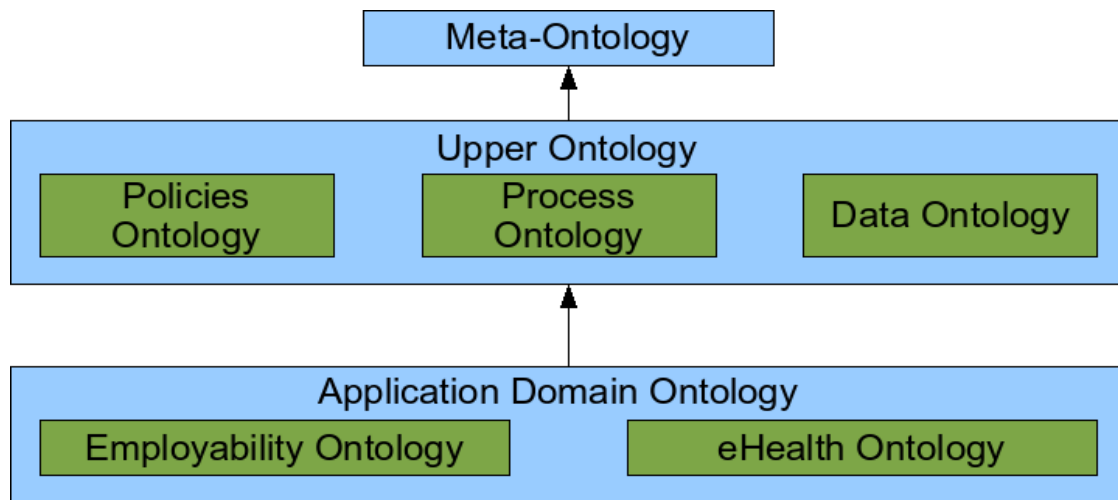 Meta-Ontology
Upper Ontology
Policies
Ontology
Process
Ontology
Data Ontology
Application Domain Ontology
Employability Ontology
eHealth Ontology